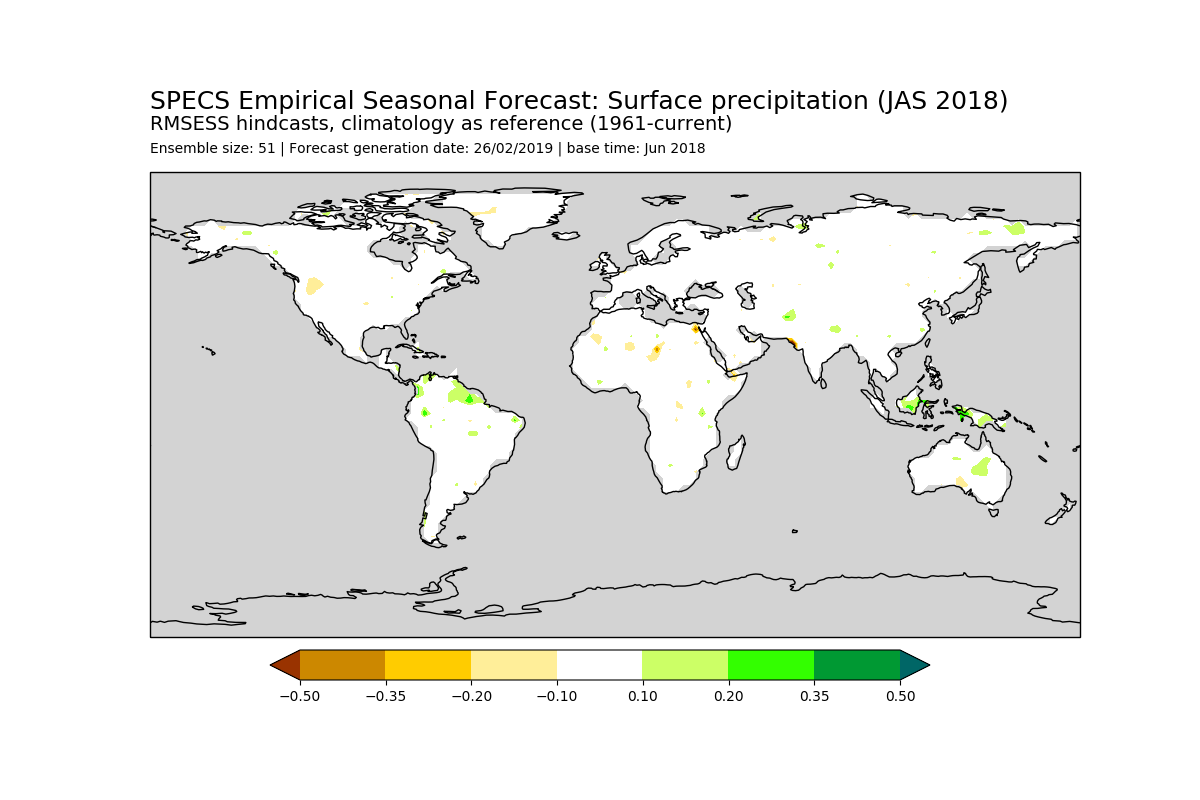 SPECS Empirical Seasonal Forecast: Surface precipitation (JAS 2018)
RMSESS hindcasts, climatology as reference (1961-current)
Ensemble size: 51 | Forecast generation date: 26/02/2019 | base time: Jun 2018
−0.50 −0.35 −0.20 −0.10 0.10 0.20 0.35 0.50